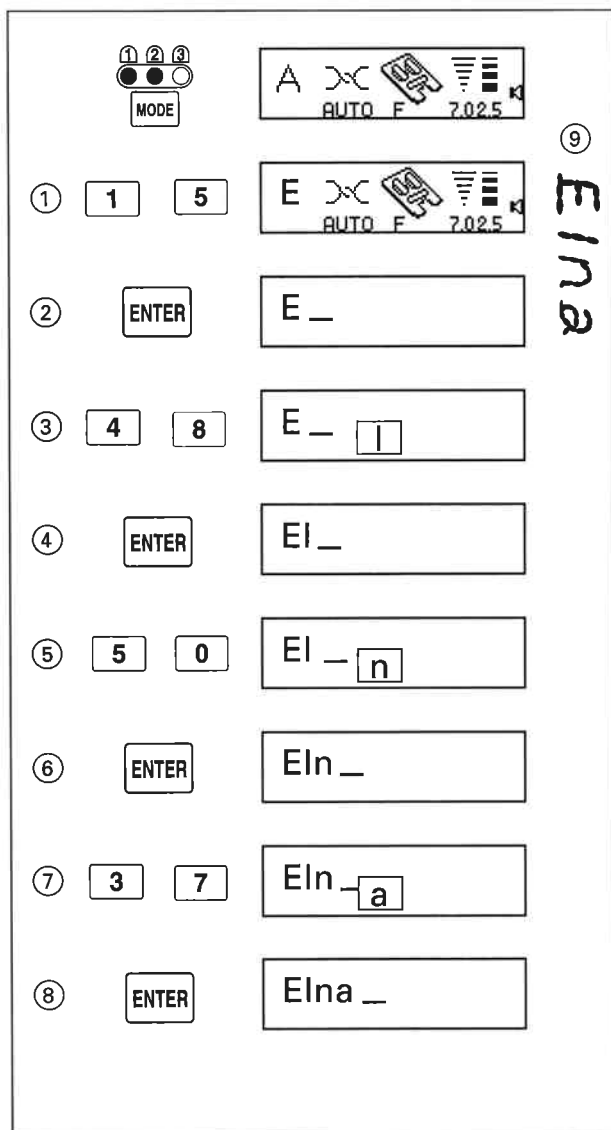 1 2 3
MODE
A AUTO F 7.02.5
① 1 5
E AUTO F 7.02.5
② ENTER
E_
③ 4 8
E_ l
④ ENTER
El_
⑤ 5 0
El_ n
⑥ ENTER
Eln_
⑦ 3 7
Eln_ a
⑧ ENTER
Elna_
⑨
Elna